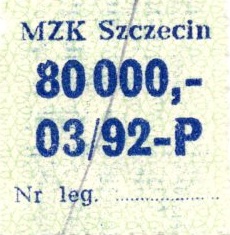 MZK Szczecin
80 000,-
03/92-P
Nr leg. ....................